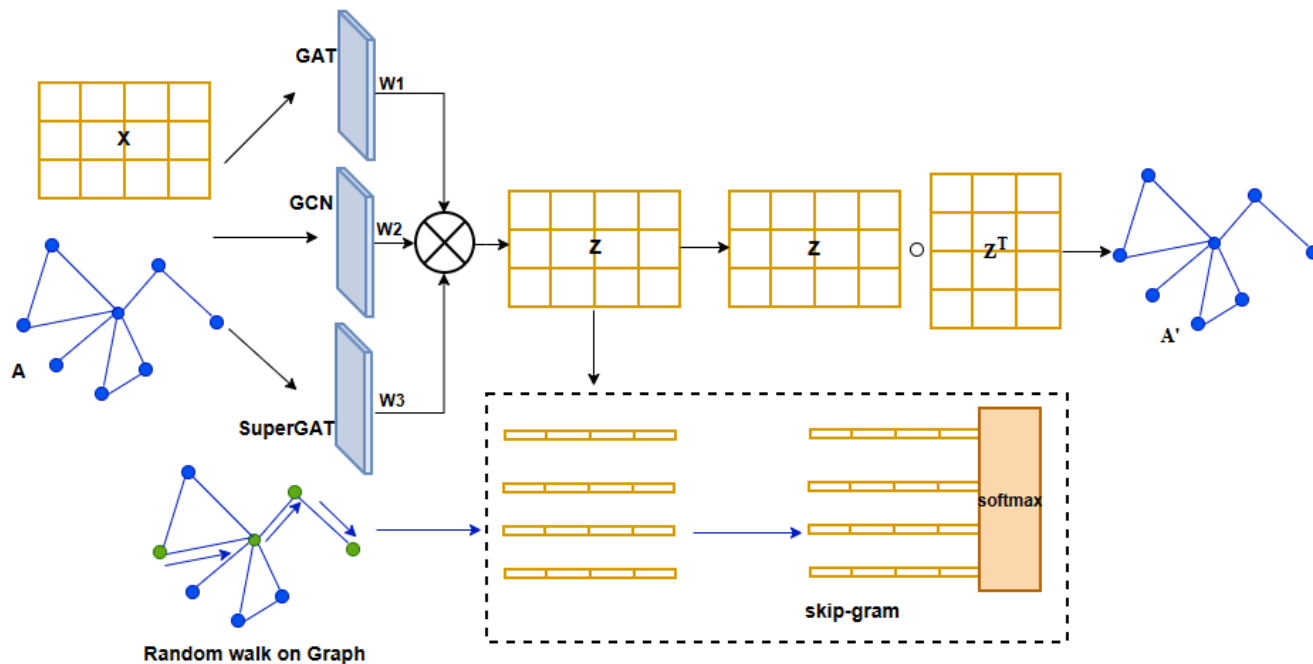 GAT
W1
X
GCN
W2
Z
Z
Z^T
A
A'
W3
SuperGAT
softmax
skip-gram
Random walk on Graph